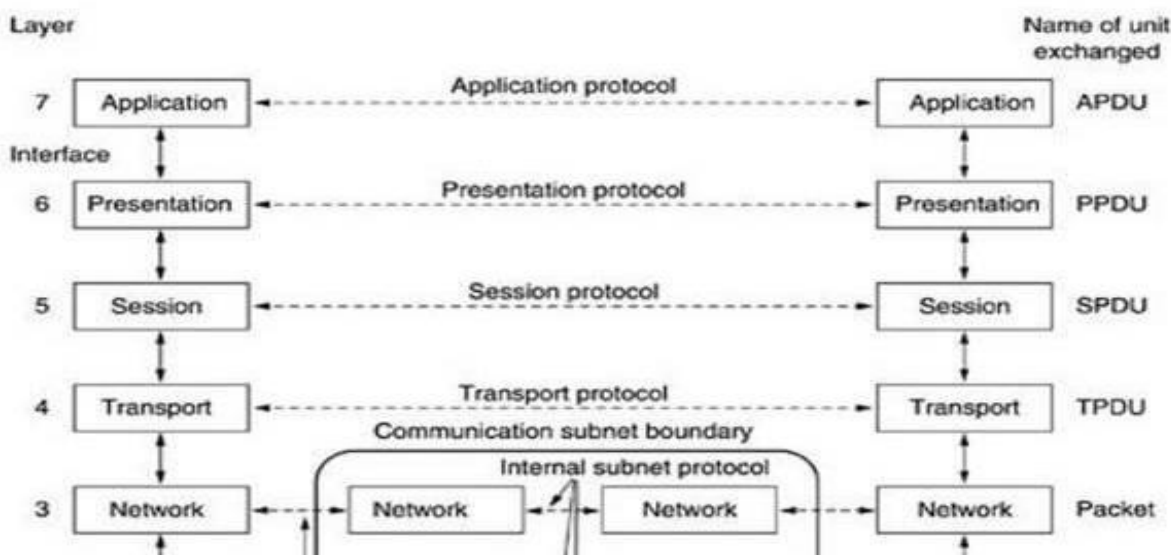 Layer
Name of unit
exchanged
Application protocol
7 Application Application APDU
Interface
Presentation protocol
6 Presentation Presentation PPDU
Session protocol
5 Session Session SPDU
Transport protocol
4 Transport Transport TPDU
Communication subnet boundary
Internal subnet protocol
3 Network Network Network Network Packet